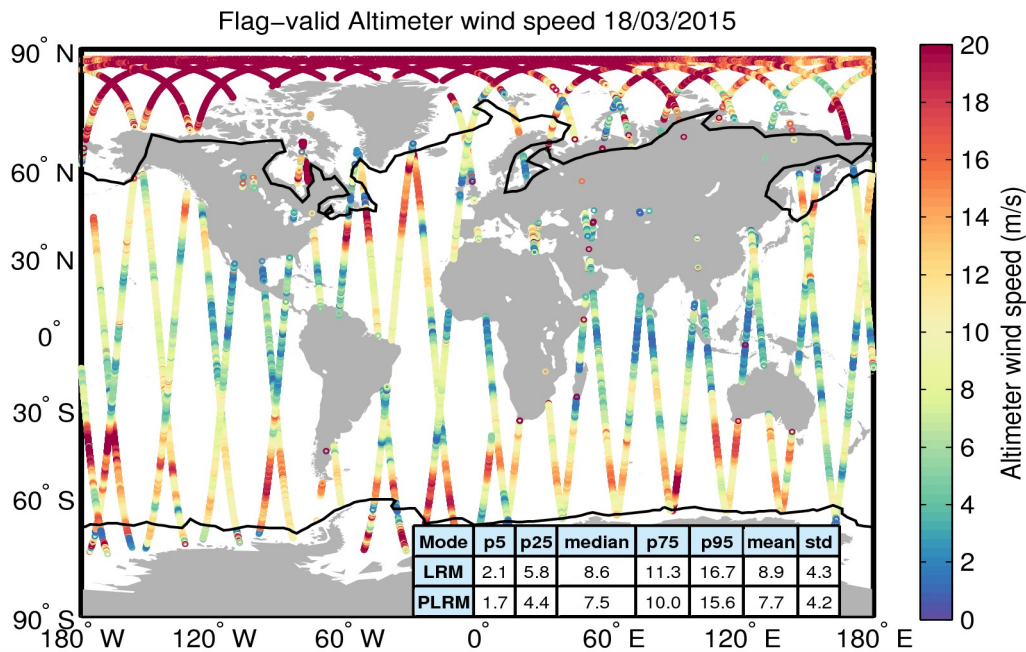 Flag-valid Altimeter wind speed 18/03/2015
90° N
60° N
30° N
0°
30° S
60° S
90° S
180° W
120° W
60° W
0°
60° E
120° E
180° E
Mode p5 p25 median p75 p95 mean std
LRM 2.1 5.8 8.6 11.3 16.7 8.9 4.3
PLRM 1.7 4.4 7.5 10.0 15.6 7.7 4.2
20
18
16
14
12
10
8
6
4
2
0
Altimeter wind speed (m/s)